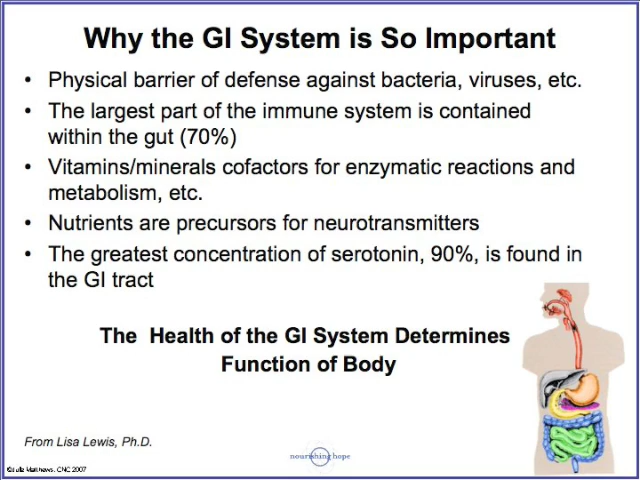 Why the GI System is So Important
• Physical barrier of defense against bacteria, viruses, etc.
• The largest part of the immune system is contained
within the gut (70%)
• Vitamins/minerals cofactors for enzymatic reactions and
metabolism, etc.
• Nutrients are precursors for neurotransmitters
• The greatest concentration of serotonin, 90%, is found in
the GI tract
The Health of the GI System Determines
Function of Body
From Lisa Lewis, Ph.D.
nourishing hope
Matthews, CNC 2007